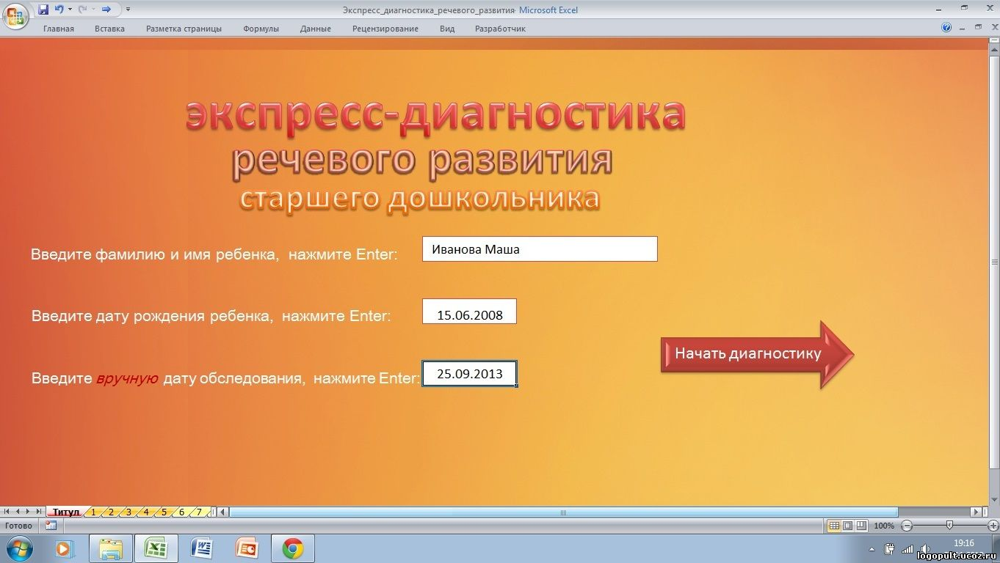 Экспресс_диагностика_речевого_развития - Microsoft Excel
Главная Вставка Разметка страницы Формулы Данные Рецензирование Вид Разработчик
экспресс-диагностика
речевого развития
старшего дошкольника
Введите фамилию и имя ребенка, нажмите Enter: Иванова Маша
Введите дату рождения ребенка, нажмите Enter: 15.06.2008
Начать диагностику
Введите вручную дату обследования, нажмите Enter: 25.09.2013
Титул 1 2 3 4 5 6 7
Готово 100%
19:16
logopult.ucoz.ru